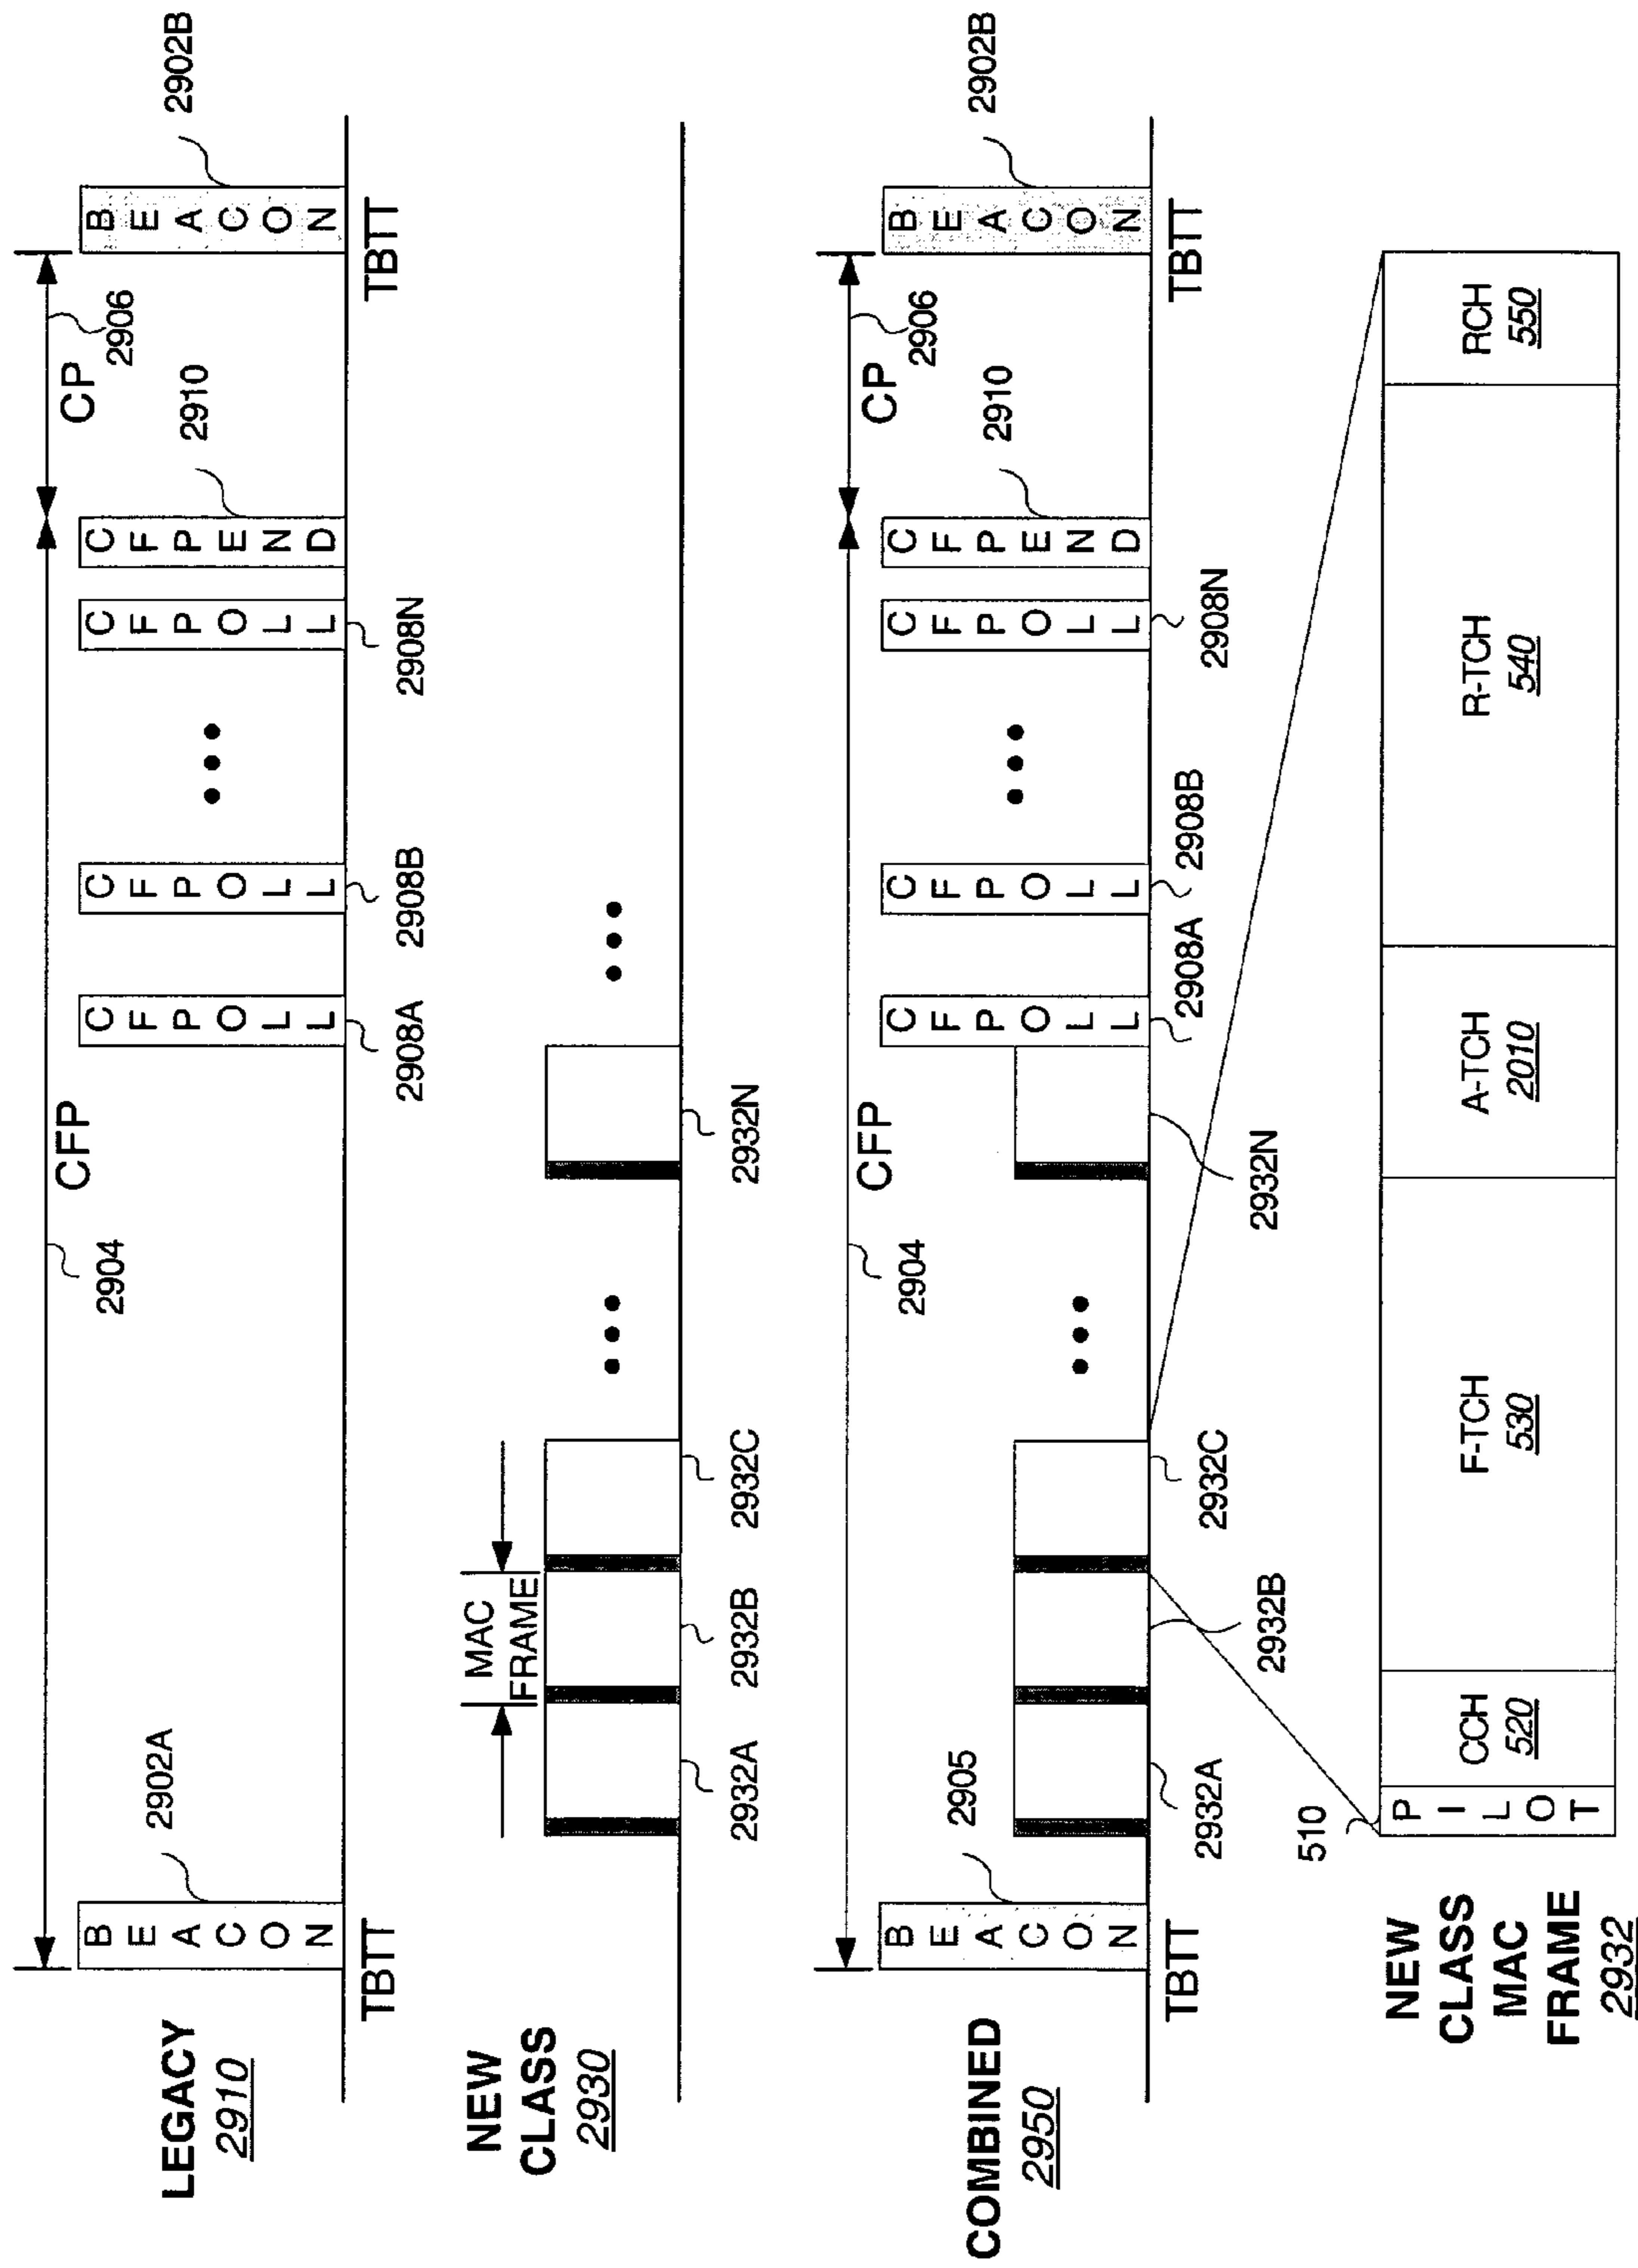 LEGACY
2910
2904
CFP
CP
2906
BEACON
2902A
CFPOLL
2908A
CFPOLL
2908B
CFPOLL
2908N
CFPEND
2910
BEACON
2902B
TBTT
TBTT
NEW
CLASS
2930
MAC
FRAME
2932A
2932B
2932C
2932N
COMBINED
2950
2904
CFP
CP
2906
BEACON
2905
CFPOLL
2908A
CFPOLL
2908B
CFPOLL
2908N
CFPEND
2910
BEACON
2902B
TBTT
TBTT
2932A
2932B
2932C
2932N
NEW
CLASS
MAC
FRAME
2932
510
PILOT
CCH
520
F-TCH
530
A-TCH
2010
R-TCH
540
RCH
550